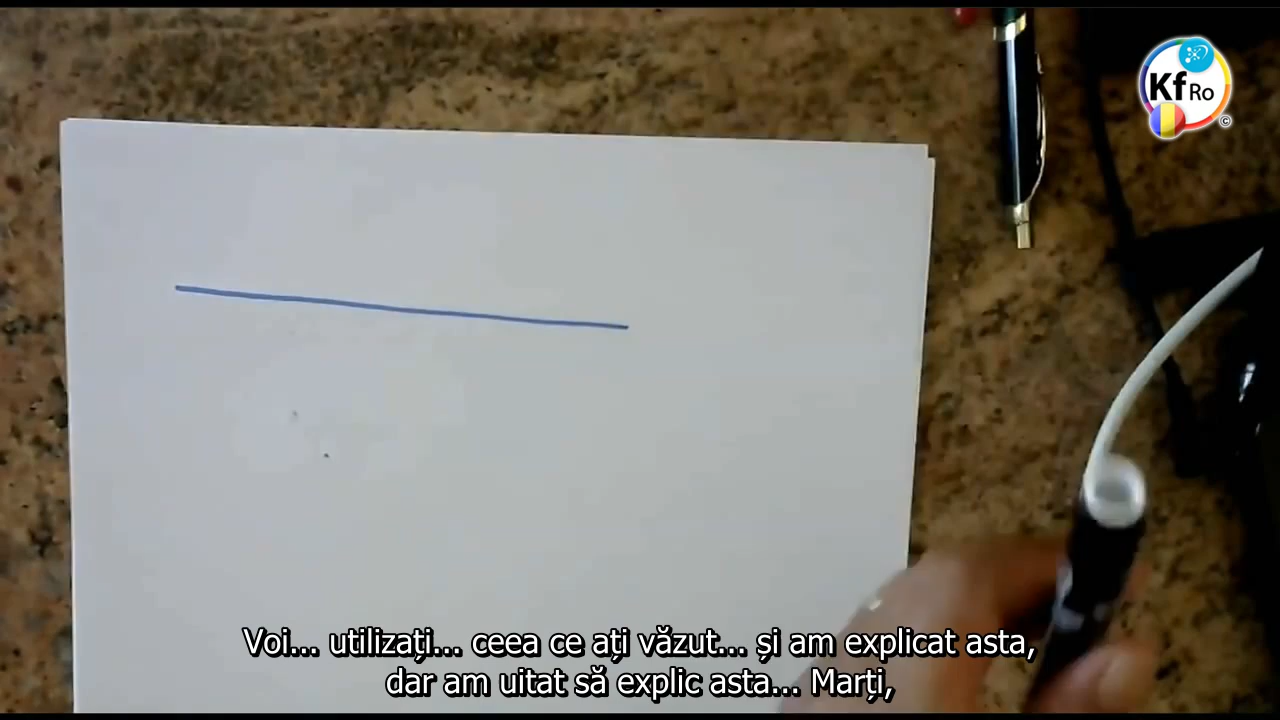 Kf Ro
©
Voi... utilizați... ceea ce ați văzut... și am explicat asta,
dar am uitat să explic asta... Marți,